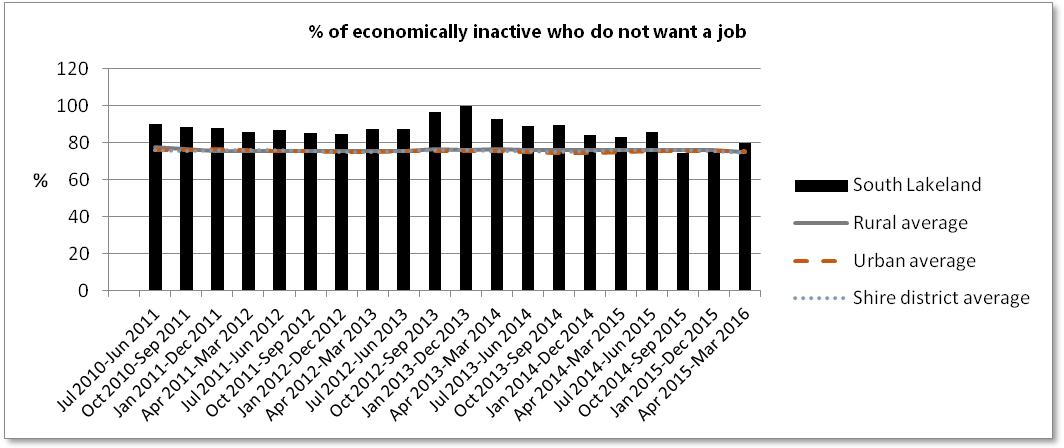 % of economically inactive who do not want a job
120
100
80
60
40
20
0
%
Jul 2010-Jun 2011
Oct 2010-Sep 2011
Jan 2011-Dec 2011
Apr 2011-Mar 2012
Jul 2011-Jun 2012
Oct 2011-Sep 2012
Jan 2012-Dec 2012
Apr 2012-Mar 2013
Jul 2012-Jun 2013
Oct 2012-Sep 2013
Jan 2013-Dec 2013
Apr 2013-Mar 2014
Jul 2013-Jun 2014
Oct 2013-Sep 2014
Jan 2014-Dec 2014
Apr 2014-Mar 2015
Jul 2014-Jun 2015
Oct 2014-Sep 2015
Jan 2015-Dec 2015
Apr 2015-Mar 2016
South Lakeland
Rural average
Urban average
Shire district average